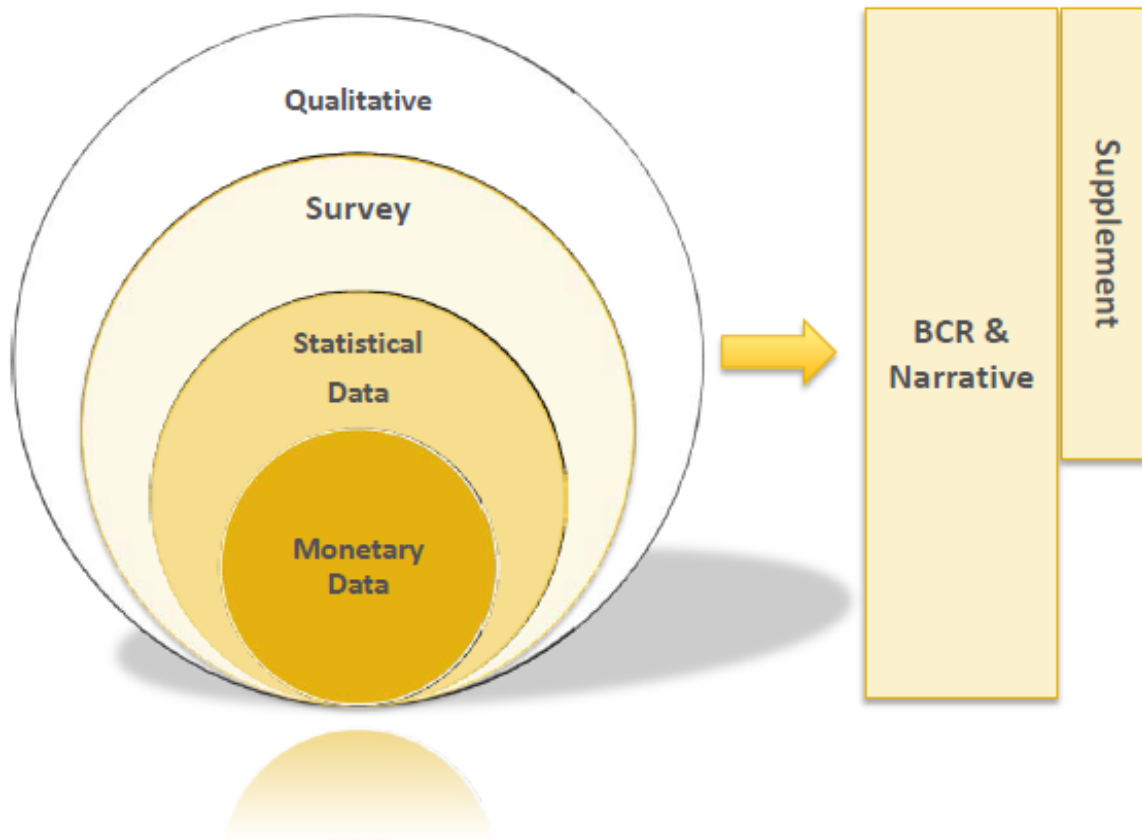 Qualitative
Survey
Statistical
Data
Monetary
Data
BCR &
Narrative
Supplement